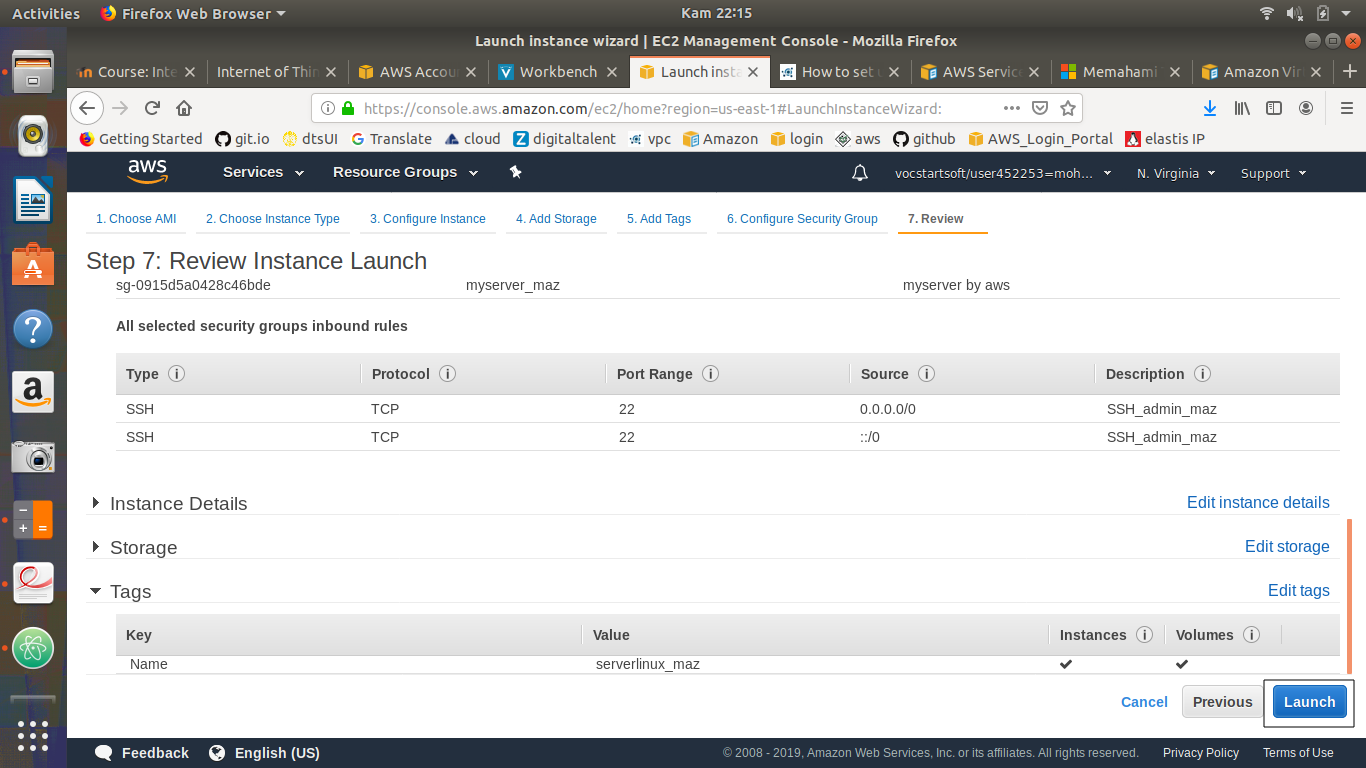 Activities Firefox Web Browser Kam 22:15
Launch instance wizard | EC2 Management Console - Mozilla Firefox
Course: Inte Internet of Thin AWS Accou Workbench Launch insta How to set u AWS Service Memahami Amazon Vir
https://console.aws.amazon.com/ec2/home?region=us-east-1#LaunchInstanceWizard:
Getting Started git.io dtsUI Translate cloud digitaltalent vpc Amazon login aws github AWS_Login_Portal elastis IP
aws Services Resource Groups vocstartsoft/user452253=moh... N. Virginia Support
1. Choose AMI 2. Choose Instance Type 3. Configure Instance 4. Add Storage 5. Add Tags 6. Configure Security Group 7. Review
Step 7: Review Instance Launch
sg-0915d5a0428c46bde myserver_maz myserver by aws
All selected security groups inbound rules
Type Protocol Port Range Source Description
SSH TCP 22 0.0.0.0/0 SSH_admin_maz
SSH TCP 22 ::/0 SSH_admin_maz
Instance Details Edit instance details
Storage Edit storage
Tags Edit tags
Key Value Instances Volumes
Name serverlinux_maz
Cancel Previous Launch
Feedback English (US) © 2008 - 2019, Amazon Web Services, Inc. or its affiliates. All rights reserved. Privacy Policy Terms of Use